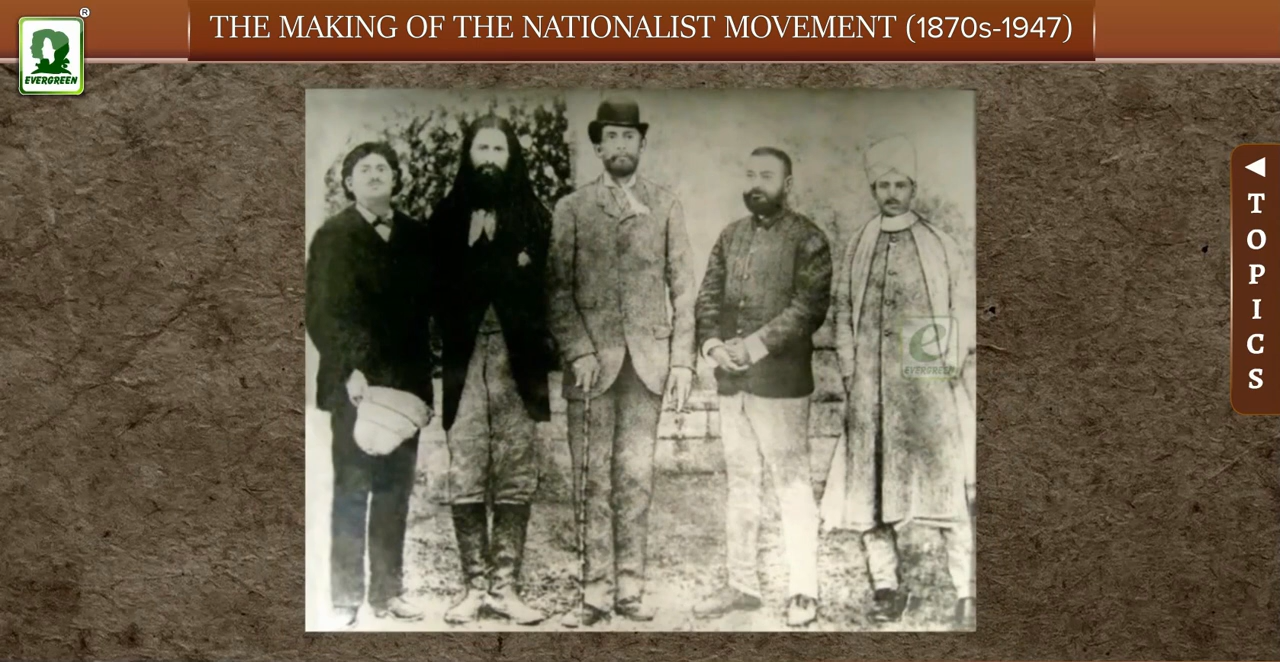 THE MAKING OF THE NATIONALIST MOVEMENT (1870s-1947)
®
EVERGREEN
TOPICS
e
EVERGREEN